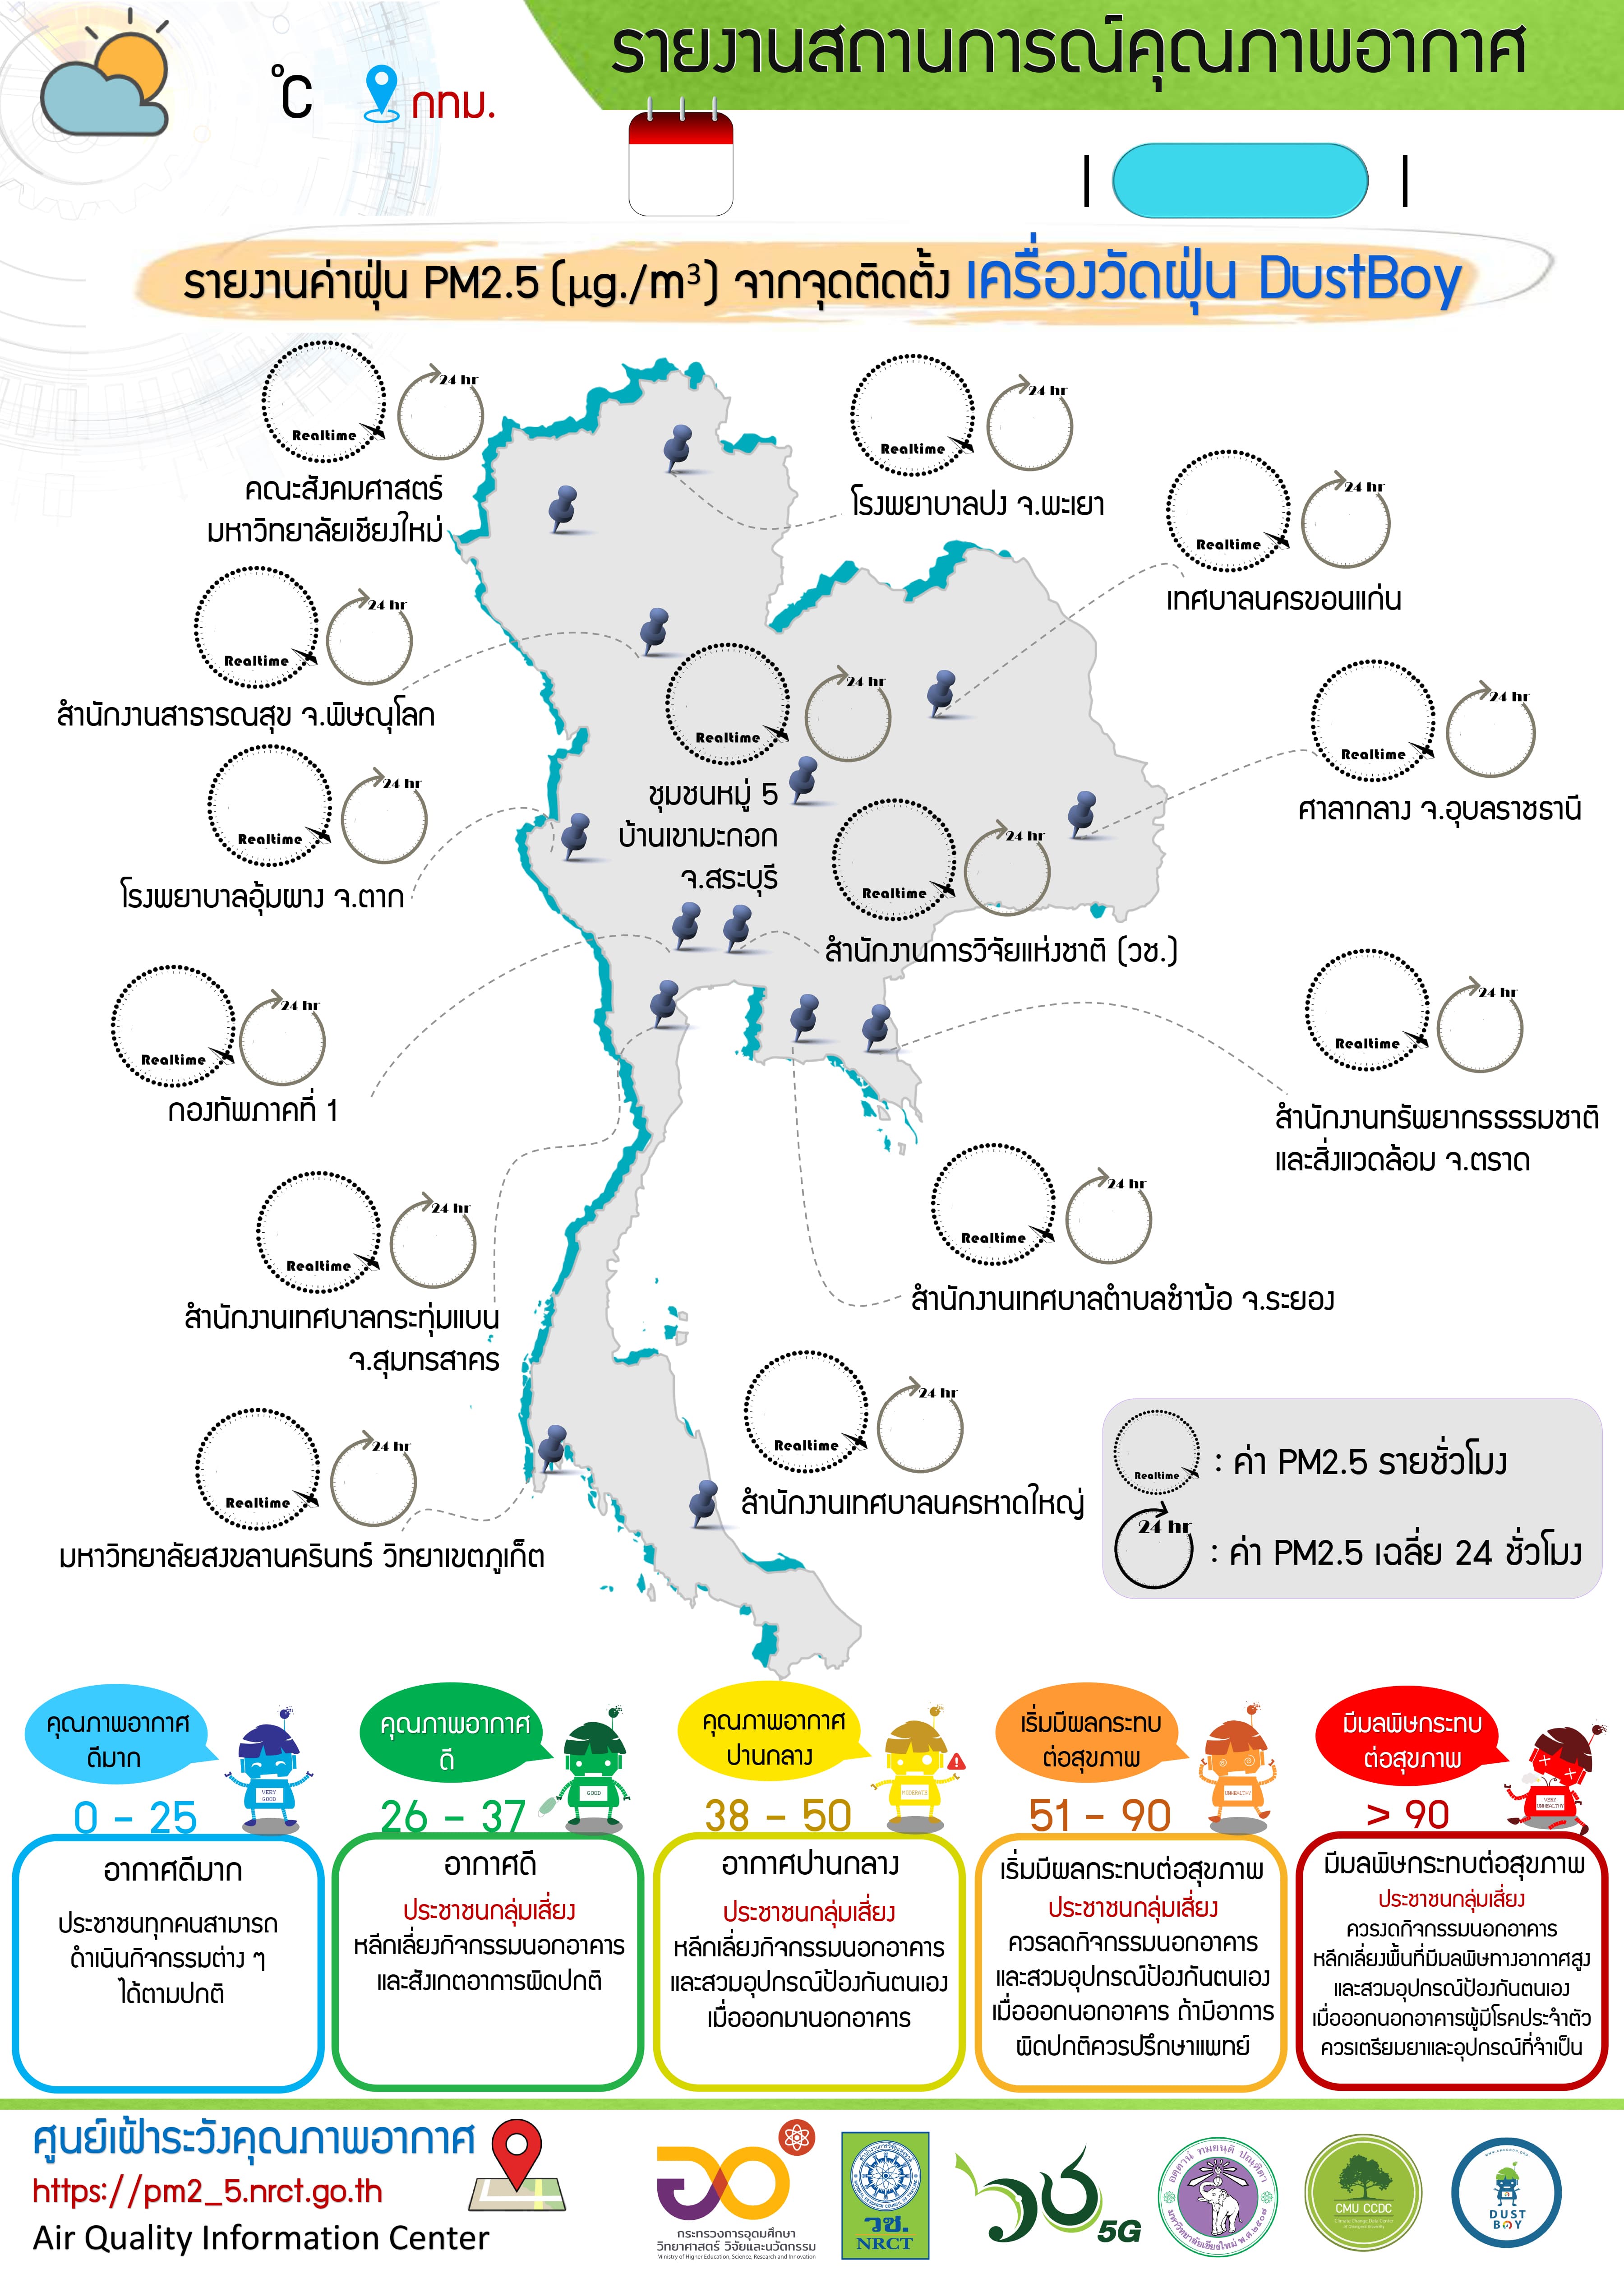 รายงานสถานการณ์คุณภาพอากาศ
°C
กทม.
รายงานค่าฝุ่น PM2.5 (µg./m³) จากจุดติดตั้ง เครื่องวัดฝุ่น DustBoy
Realtime
24 hr
คณะสังคมศาสตร์
มหาวิทยาลัยเชียงใหม่
Realtime
24 hr
โรงพยาบาลปง จ.พะเยา
Realtime
24 hr
เทศบาลนครขอนแก่น
Realtime
24 hr
สำนักงานสาธารณสุข จ.พิษณุโลก
Realtime
24 hr
ชุมชนหมู่ 5
บ้านเขามะกอก
จ.สระบุรี
Realtime
24 hr
ศาลากลาง จ.อุบลราชธานี
Realtime
24 hr
โรงพยาบาลอุ้มผาง จ.ตาก
Realtime
24 hr
สำนักงานการวิจัยแห่งชาติ (วช.)
Realtime
24 hr
กองทัพภาคที่ 1
Realtime
24 hr
สำนักงานทรัพยากรธรรมชาติ
และสิ่งแวดล้อม จ.ตราด
Realtime
24 hr
สำนักงานเทศบาลกระทุ่มแบน
จ.สุมทรสาคร
Realtime
24 hr
สำนักงานเทศบาลตำบลชำฆ้อ จ.ระยอง
Realtime
24 hr
มหาวิทยาลัยสงขลานครินทร์ วิทยาเขตภูเก็ต
Realtime
24 hr
สำนักงานเทศบาลนครหาดใหญ่
Realtime
: ค่า PM2.5 รายชั่วโมง
24 hr
: ค่า PM2.5 เฉลี่ย 24 ชั่วโมง
คุณภาพอากาศ
ดีมาก
VERY
GOOD
0 - 25
อากาศดีมาก
ประชาชนทุกคนสามารถ
ดำเนินกิจกรรมต่าง ๆ
ได้ตามปกติ
คุณภาพอากาศ
ดี
GOOD
26 - 37
อากาศดี
ประชาชนกลุ่มเสี่ยง
หลีกเลี่ยงกิจกรรมนอกอาคาร
และสังเกตอาการผิดปกติ
คุณภาพอากาศ
ปานกลาง
MODERATE
38 - 50
อากาศปานกลาง
ประชาชนกลุ่มเสี่ยง
หลีกเลี่ยงกิจกรรมนอกอาคาร
และสวมอุปกรณ์ป้องกันตนเอง
เมื่อออกมานอกอาคาร
เริ่มมีผลกระทบ
ต่อสุขภาพ
UNHEALTHY
51 - 90
เริ่มมีผลกระทบต่อสุขภาพ
ประชาชนกลุ่มเสี่ยง
ควรลดกิจกรรมนอกอาคาร
และสวมอุปกรณ์ป้องกันตนเอง
เมื่อออกนอกอาคาร ถ้ามีอาการ
ผิดปกติควรปรึกษาแพทย์
มีมลพิษกระทบ
ต่อสุขภาพ
VERY
UNHEALTHY
> 90
มีมลพิษกระทบต่อสุขภาพ
ประชาชนกลุ่มเสี่ยง
ควรงดกิจกรรมนอกอาคาร
หลีกเลี่ยงพื้นที่มีมลพิษทางอากาศสูง
และสวมอุปกรณ์ป้องกันตนเอง
เมื่อออกนอกอาคารผู้มีโรคประจำตัว
ควรเตรียมยาและอุปกรณ์ที่จำเป็น
ศูนย์เฝ้าระวังคุณภาพอากาศ
https://pm2_5.nrct.go.th
Air Quality Information Center
กระทรวงการอุดมศึกษา
วิทยาศาสตร์ วิจัยและนวัตกรรม
Ministry of Higher Education, Science, Research and Innovation
วช.
NRCT
5G
อตฺตานํ ทมยนฺติ ปณฺฑิตา
มหาวิทยาลัยเชียงใหม่ พ.ศ.๒๕๐๗
CMU CCDC
Climate Change Data Center
DUST
BOY